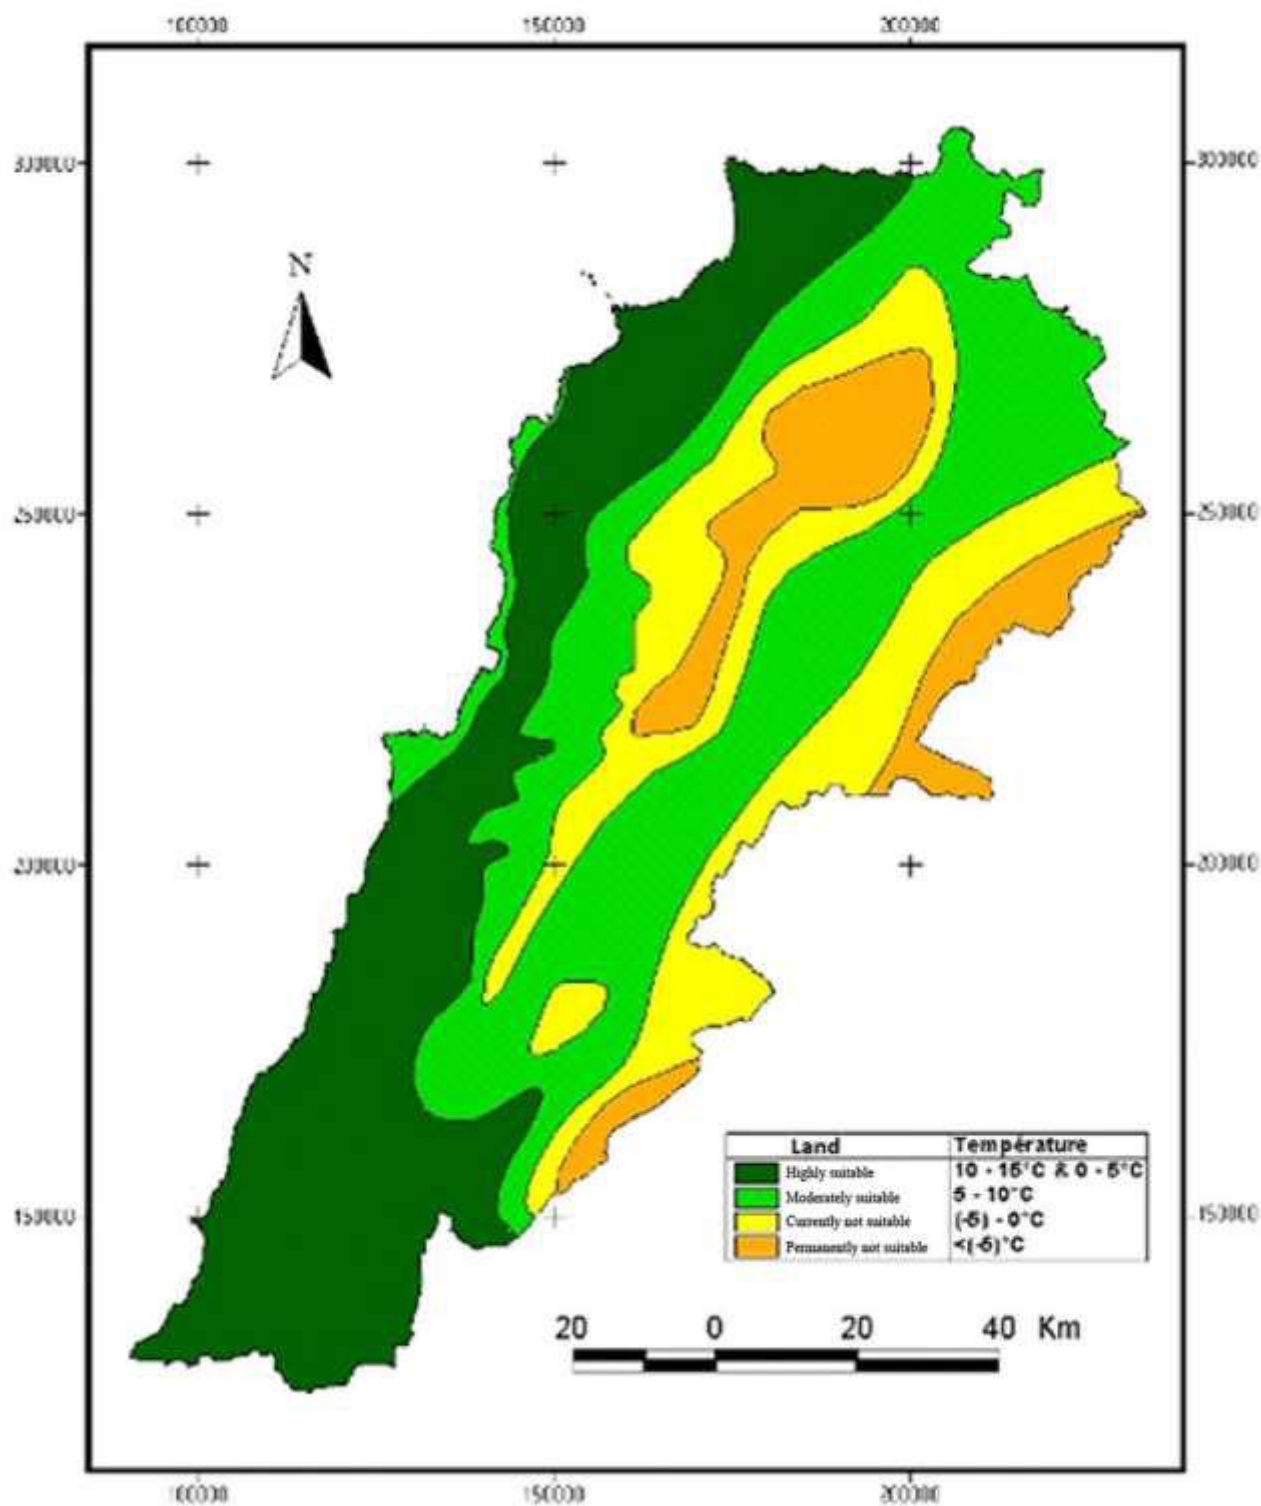 100000 150000 200000
300000 300000
N
250000 250000
200000 200000
Land Température
Highly suitable 10 - 15°C & 0 - 5°C
Moderately suitable 5 - 10°C
Currently not suitable (-5) - 0°C
Permanently not suitable <(-5)°C
150000 150000
20 0 20 40 Km
100000 150000 200000